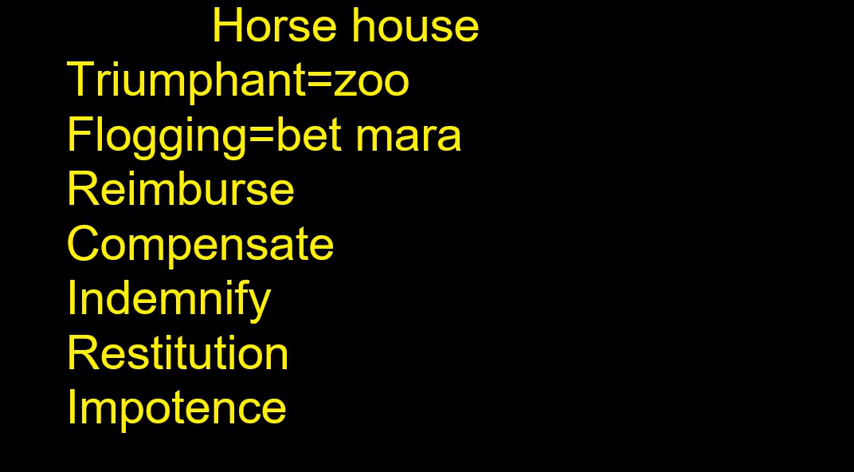 Horse house
Triumphant=zoo
Flogging=bet mara
Reimburse
Compensate
Indemnify
Restitution
Impotence